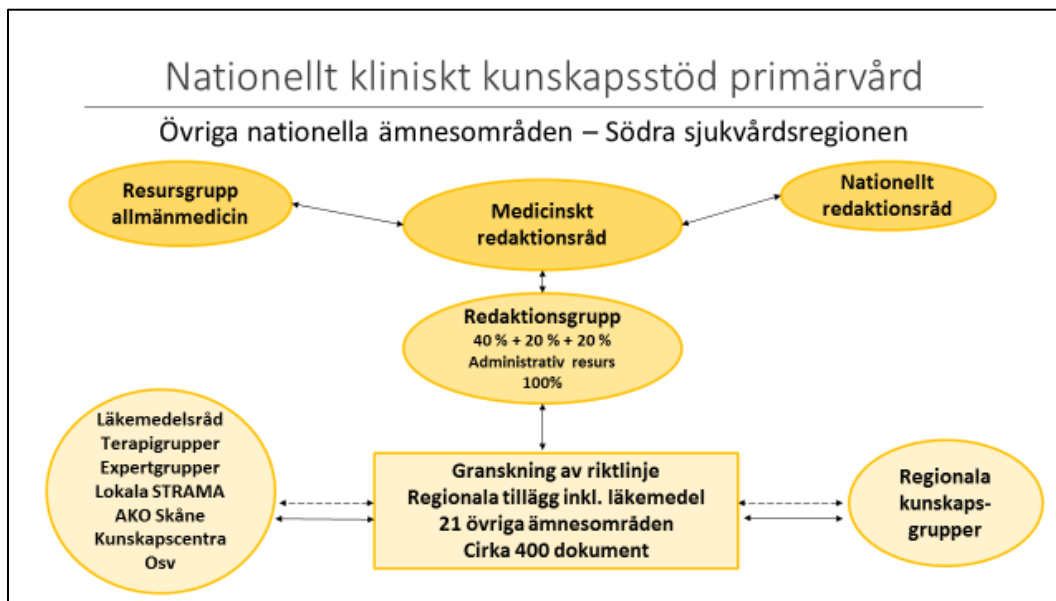 Nationellt kliniskt kunskapsstöd primärvård
Övriga nationella ämnesområden – Södra sjukvårdsregionen
Resursgrupp
allmänmedicin
Medicinskt
redaktionsråd
Nationellt
redaktionsråd
Redaktionsgrupp
40 % + 20 % + 20 %
Administrativ resurs
100%
Läkemedelsråd
Terapigrupper
Expertgrupper
Lokala STRAMA
AKO Skåne
Kunskapscentra
Osv
Granskning av riktlinje
Regionala tillägg inkl. läkemedel
21 övriga ämnesområden
Cirka 400 dokument
Regionala
kunskaps-
grupper